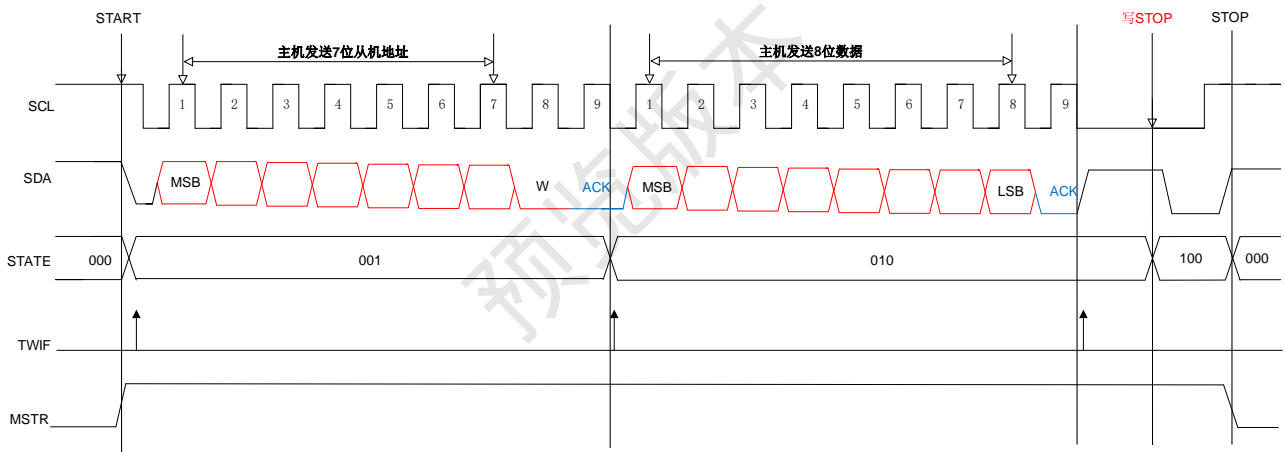 START
写STOP
STOP
主机发送7位从机地址
主机发送8位数据
SCL
1 2 3 4 5 6 7 8 9 1 2 3 4 5 6 7 8 9
SDA
MSB W ACK MSB LSB ACK
STATE
000 001 010 100 000
TWIF
MSTR
预览版本